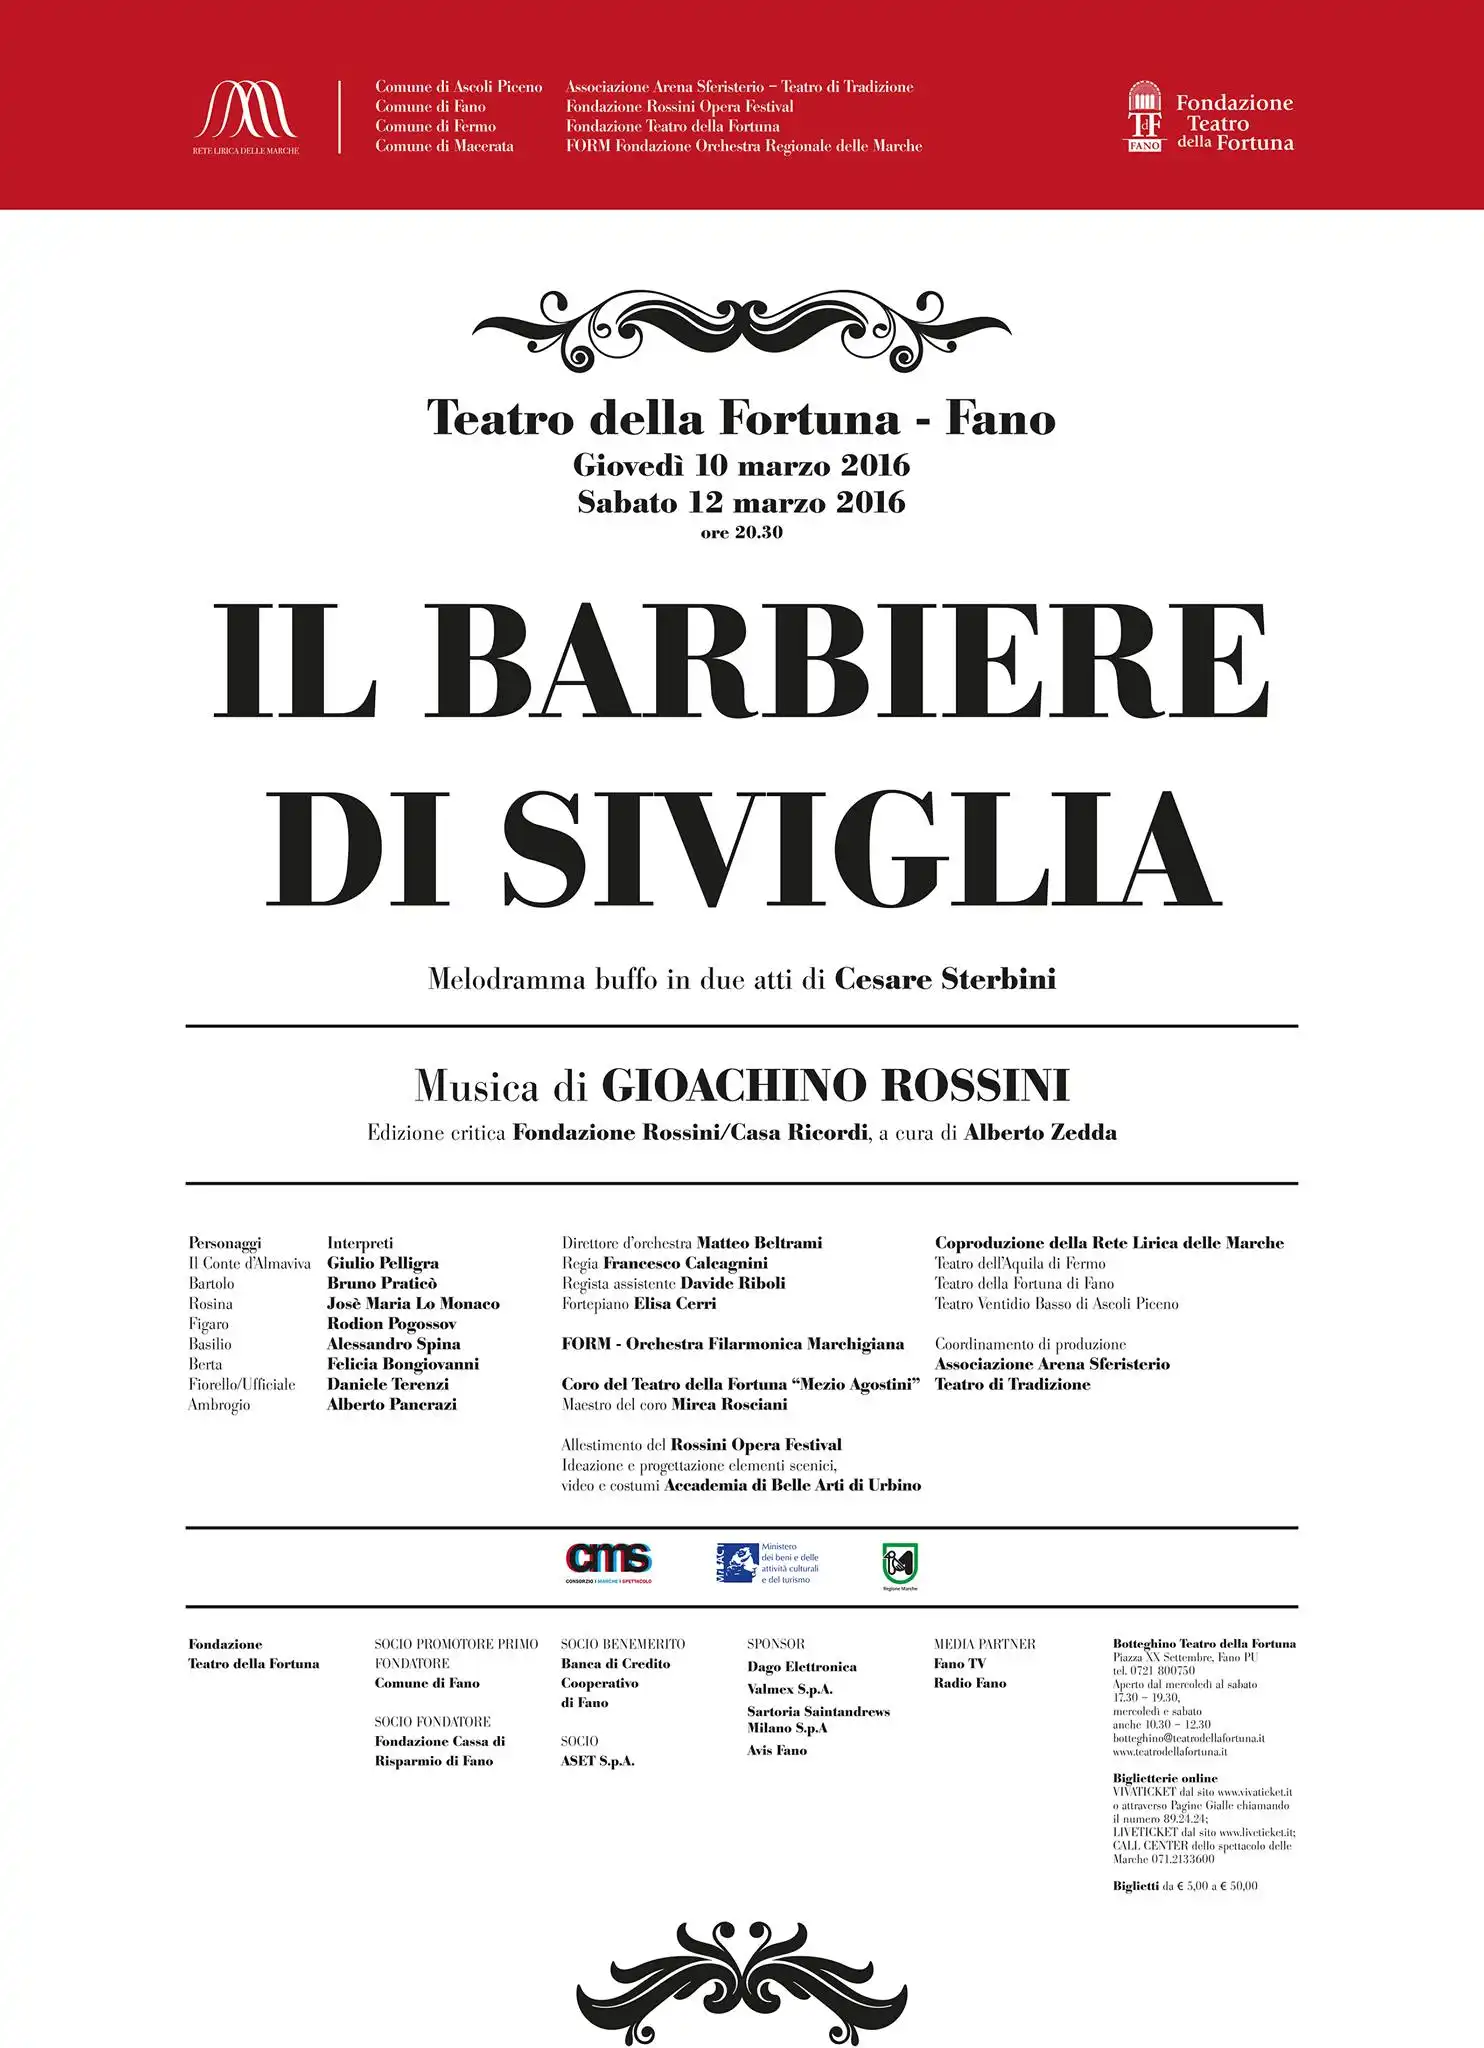 RETE LIRICA DELLE MARCHE
Comune di Ascoli Piceno
Comune di Fano
Comune di Fermo
Comune di Macerata
Associazione Arena Sferisterio – Teatro di Tradizione
Fondazione Rossini Opera Festival
Fondazione Teatro della Fortuna
FORM Fondazione Orchestra Regionale delle Marche
TdF
FANO
Fondazione
Teatro
della Fortuna
Teatro della Fortuna - Fano
Giovedì 10 marzo 2016
Sabato 12 marzo 2016
ore 20.30
IL BARBIERE
DI SIVIGLIA
Melodramma buffo in due atti di Cesare Sterbini
Musica di GIOACHINO ROSSINI
Edizione critica Fondazione Rossini/Casa Ricordi, a cura di Alberto Zedda
Personaggi Interpreti
Il Conte d'Almaviva Giulio Pelligra
Bartolo Bruno Praticò
Rosina Josè Maria Lo Monaco
Figaro Rodion Pogossov
Basilio Alessandro Spina
Berta Felicia Bongiovanni
Fiorello/Ufficiale Daniele Terenzi
Ambrogio Alberto Pancrazi
Direttore d'orchestra Matteo Beltrami
Regia Francesco Calcagnini
Regista assistente Davide Riboli
Fortepiano Elisa Cerri
FORM - Orchestra Filarmonica Marchigiana
Coro del Teatro della Fortuna “Mezio Agostini”
Maestro del coro Mirca Rosciani
Allestimento del Rossini Opera Festival
Ideazione e progettazione elementi scenici,
video e costumi Accademia di Belle Arti di Urbino
Coproduzione della Rete Lirica delle Marche
Teatro dell'Aquila di Fermo
Teatro della Fortuna di Fano
Teatro Ventidio Basso di Ascoli Piceno
Coordinamento di produzione
Associazione Arena Sferisterio
Teatro di Tradizione
cms
CONSORZIO MARCHE SPETTACOLO
MiBACT
Ministero
dei beni e delle
attività culturali
e del turismo
Regione Marche
Fondazione
Teatro della Fortuna
SOCIO PROMOTORE PRIMO
FONDATORE
Comune di Fano
SOCIO FONDATORE
Fondazione Cassa di
Risparmio di Fano
SOCIO BENEMERITO
Banca di Credito
Cooperativo
di Fano
SOCIO
ASET S.p.A.
SPONSOR
Dago Elettronica
Valmex S.p.A.
Sartoria Saintandrews
Milano S.p.A
Avis Fano
MEDIA PARTNER
Fano TV
Radio Fano
Botteghino Teatro della Fortuna
Piazza XX Settembre, Fano PU
tel. 0721 800750
Aperto dal mercoledì al sabato
17.30 – 19.30,
mercoledì e sabato
anche 10.30 – 12.30
botteghino@teatrodellafortuna.it
www.teatrodellafortuna.it
Biglietterie online
VIVATICKET dal sito www.vivaticket.it
o attraverso Pagine Gialle chiamando
il numero 89.24.24;
LIVETICKET dal sito www.liveticket.it;
CALL CENTER dello spettacolo delle
Marche 071.2133600
Biglietti da € 5,00 a € 50,00